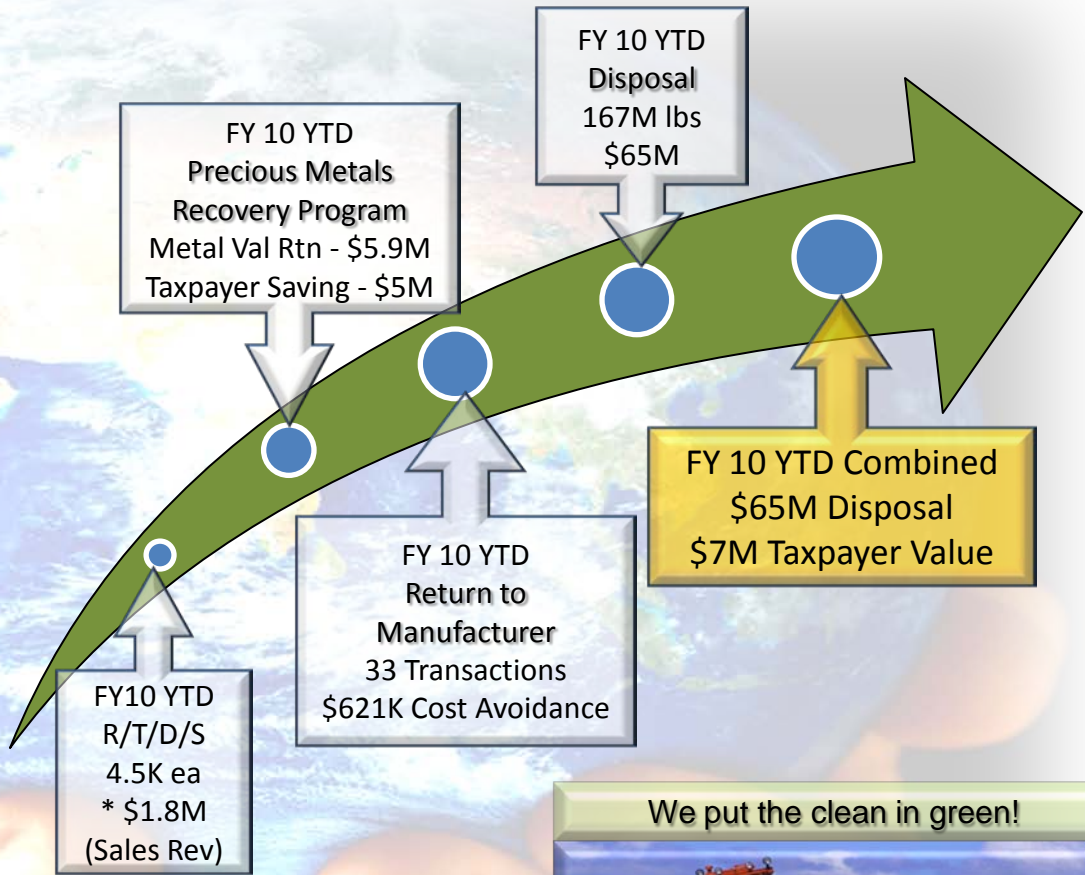 FY 10 YTD
Disposal
167M lbs
$65M
FY 10 YTD
Precious Metals
Recovery Program
Metal Val Rtn - $5.9M
Taxpayer Saving - $5M
FY 10 YTD Combined
$65M Disposal
$7M Taxpayer Value
FY 10 YTD
Return to
Manufacturer
33 Transactions
$621K Cost Avoidance
FY10 YTD
R/T/D/S
4.5K ea
* $1.8M
(Sales Rev)
We put the clean in green!